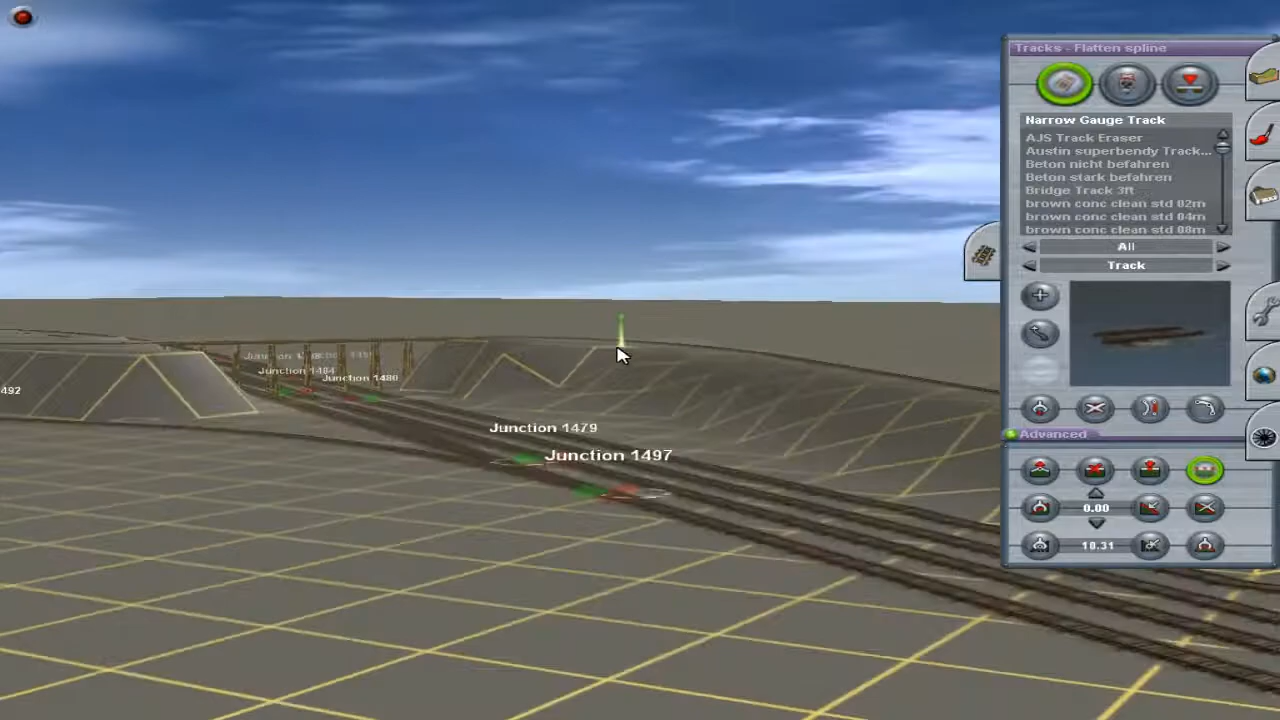 Tracks - Flatten spline
Narrow Gauge Track
AJS Track Eraser
Austin superbendy Track...
Beton nicht befahren
Beton stark befahren
Bridge Track 3ft
brown conc clean std 02m
brown conc clean std 04m
brown conc clean std 08m
All
Track
Advanced
0.00
10.31
Junction 1484
Junction 1480
492
Junction 1479
Junction 1497